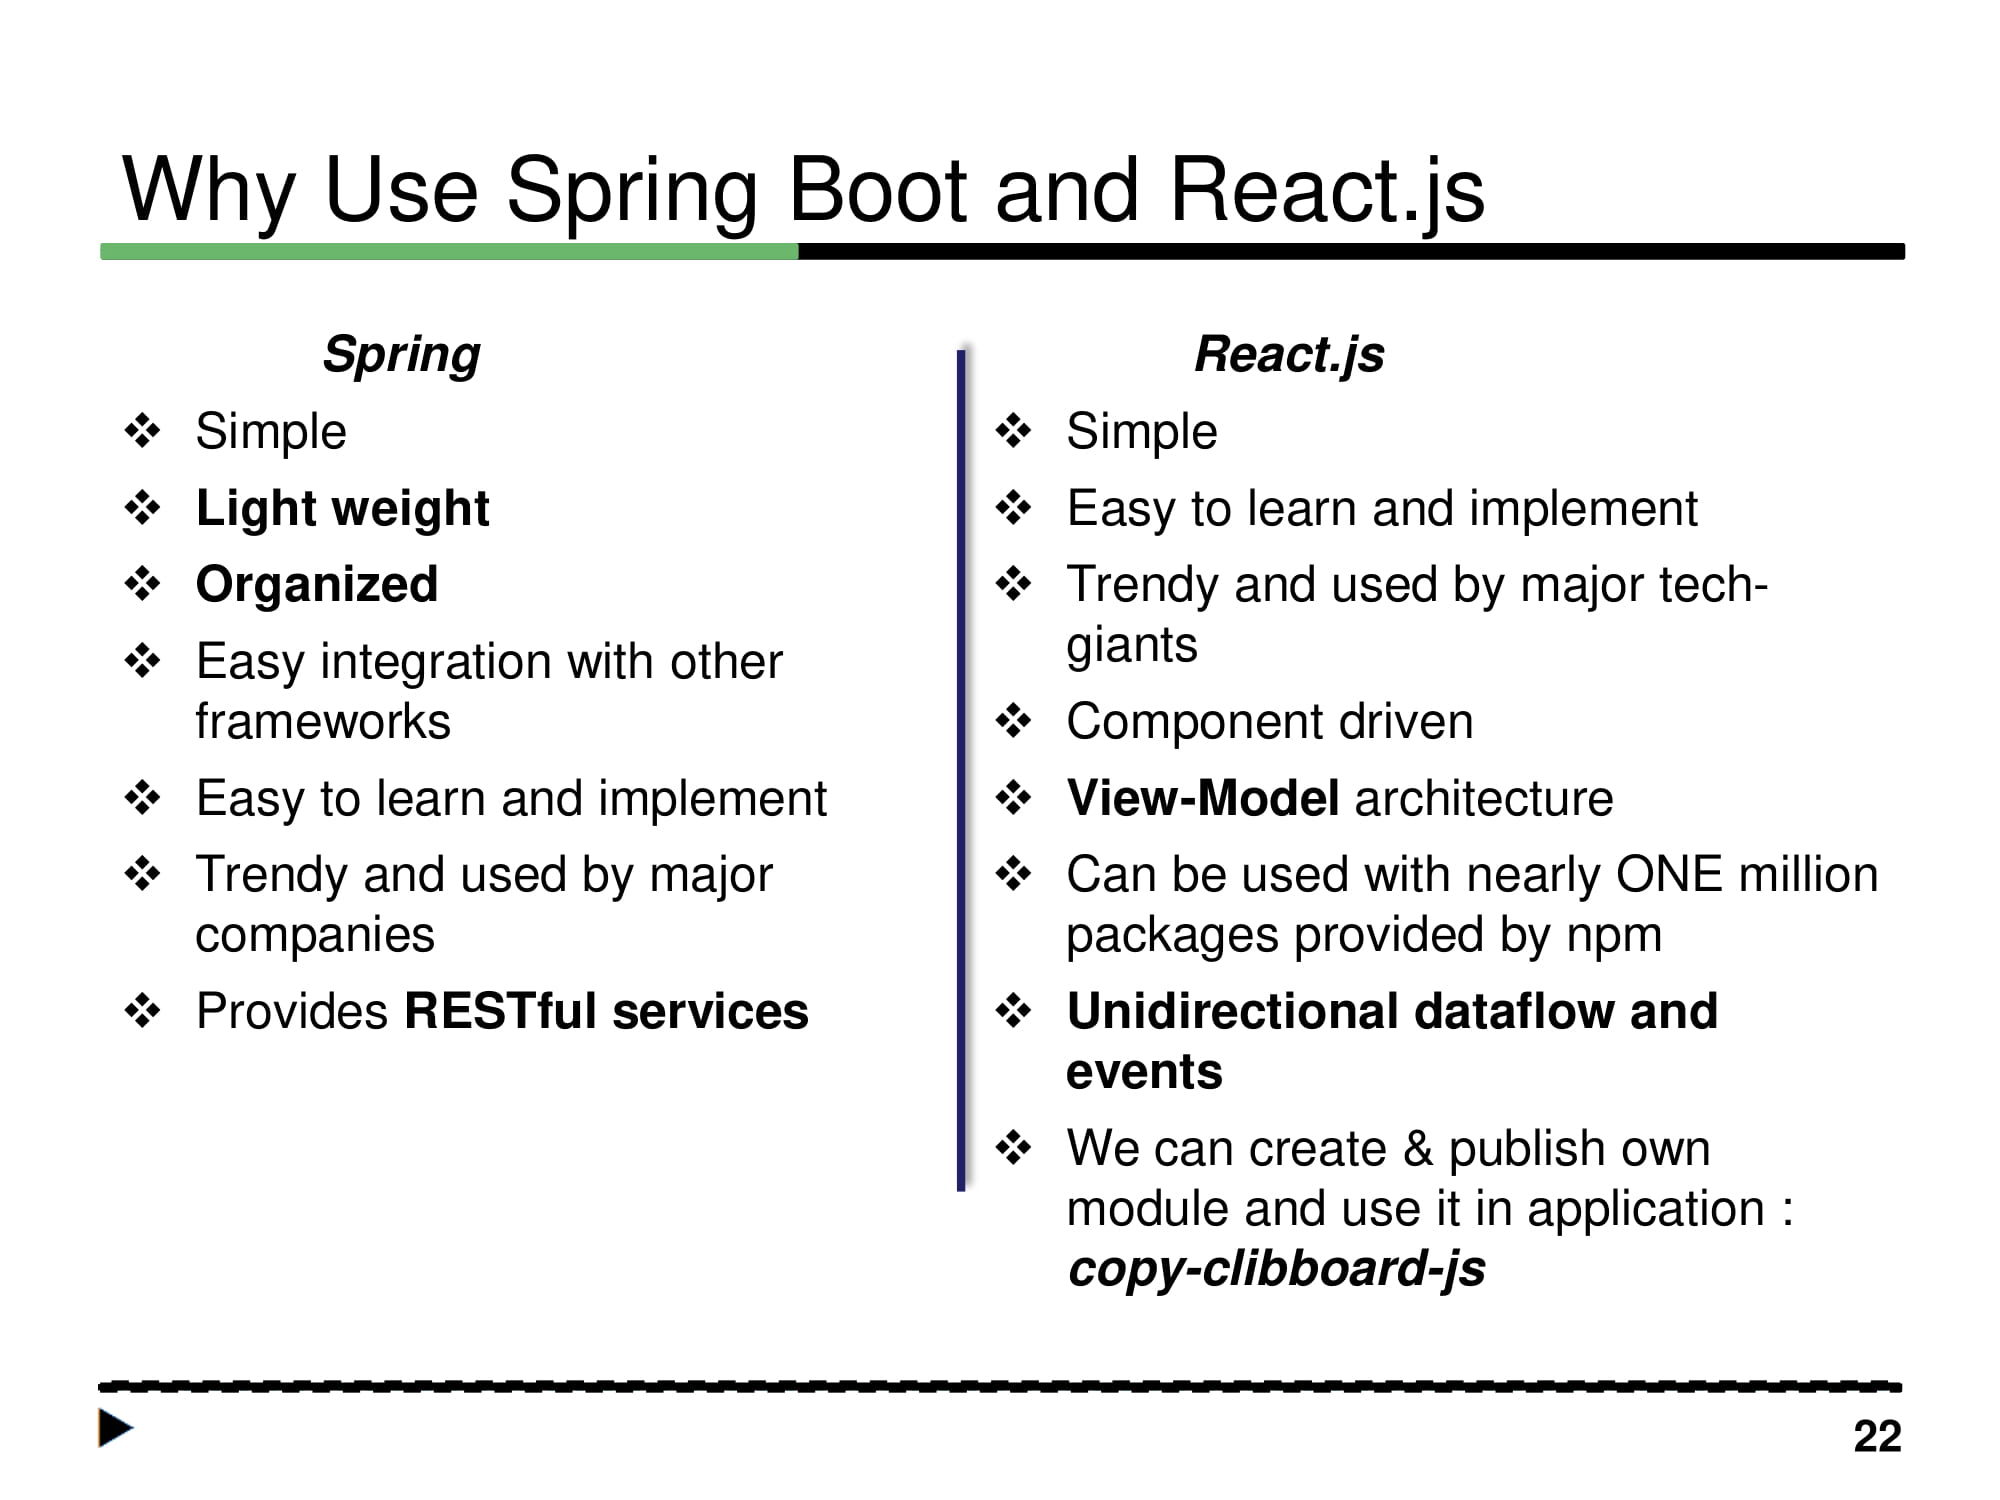 Why Use Spring Boot and React.js
Spring
❖ Simple
❖ Light weight
❖ Organized
❖ Easy integration with other
frameworks
❖ Easy to learn and implement
❖ Trendy and used by major
companies
❖ Provides RESTful services
React.js
❖ Simple
❖ Easy to learn and implement
❖ Trendy and used by major tech-
giants
❖ Component driven
❖ View-Model architecture
❖ Can be used with nearly ONE million
packages provided by npm
❖ Unidirectional dataflow and
events
❖ We can create & publish own
module and use it in application :
copy-clibboard-js
22